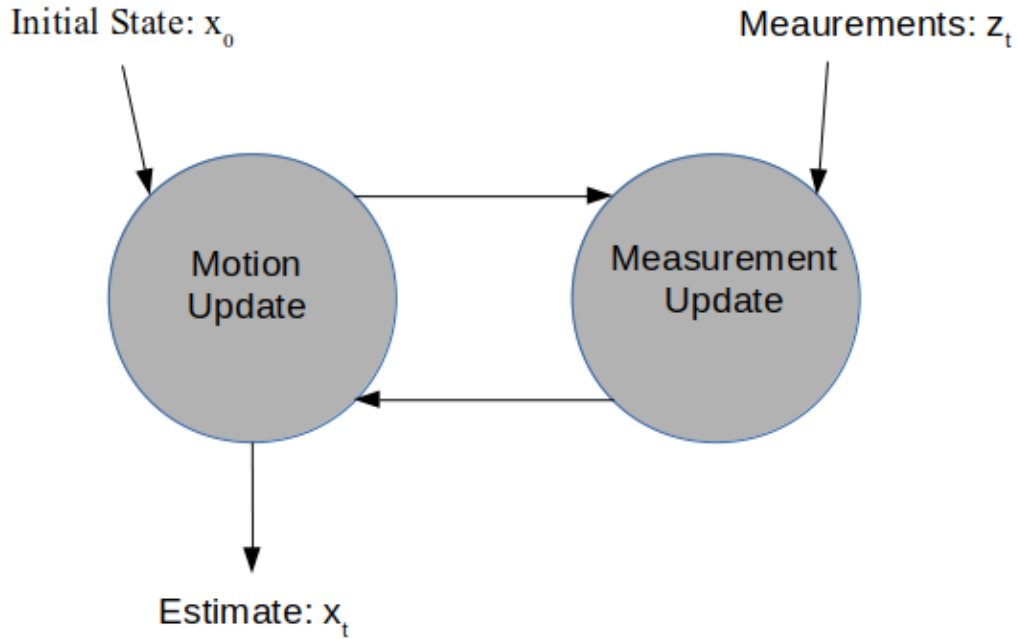 Initial State: x₀
Meaurements: zₜ
Motion
Update
Measurement
Update
Estimate: xₜ